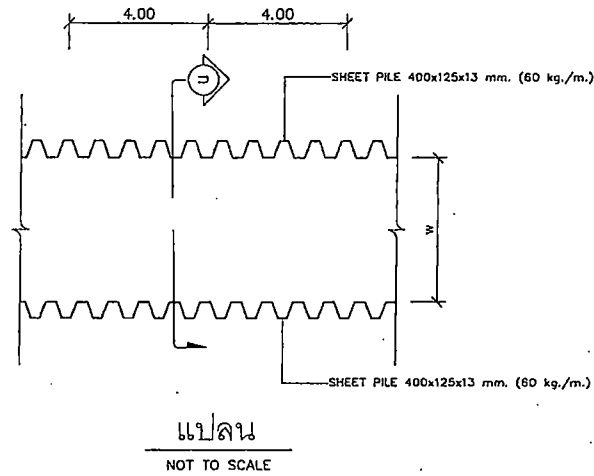 4.00 4.00
บ
SHEET PILE 400x125x13 mm. (60 kg./m.)
W
SHEET PILE 400x125x13 mm. (60 kg./m.)
แปลน
NOT TO SCALE